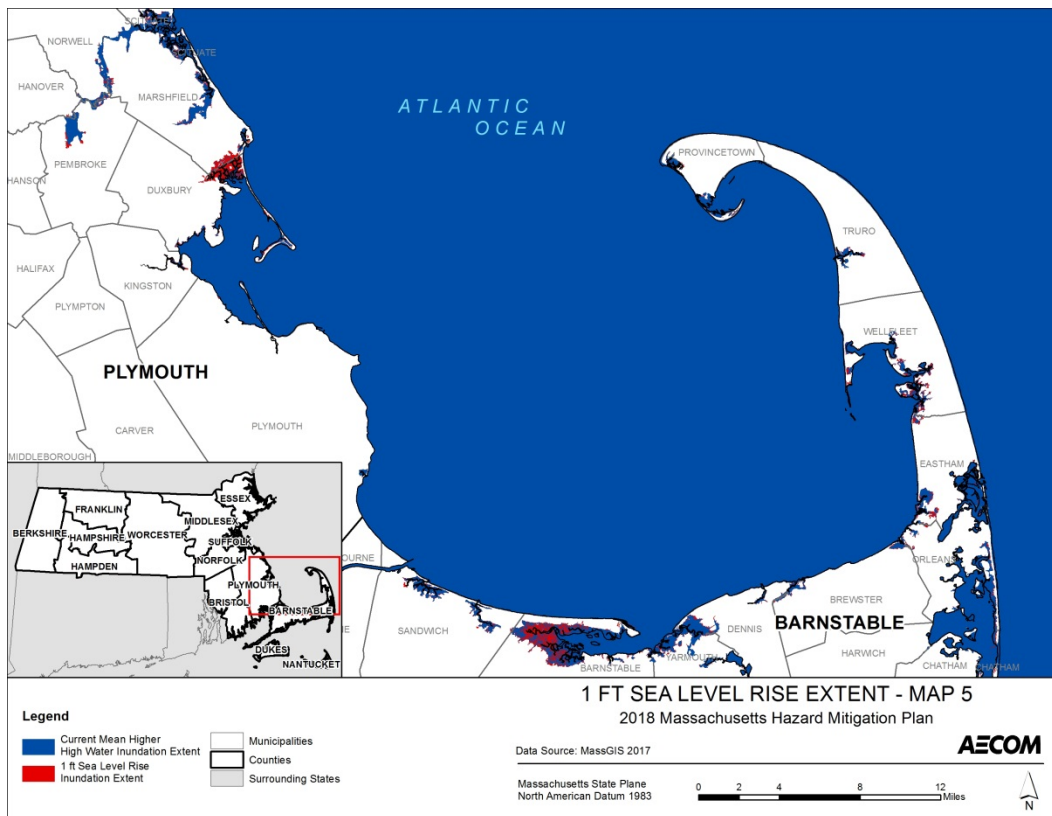 SCITUATE
NORWELL
SCITUATE
HANOVER
MARSHFIELD
ATLANTIC
OCEAN
PROVINCETOWN
PEMBROKE
HANSON
DUXBURY
TRURO
HALIFAX
KINGSTON
PLYMPTON
WELLFLEET
PLYMOUTH
CARVER
PLYMOUTH
MIDDLEBOROUGH
EASTHAM
ESSEX
FRANKLIN
MIDDLESEX
BERKSHIRE
HAMPSHIRE
WORCESTER
SUFFOLK
NORFOLK
HAMPDEN
PLYMOUTH
BRISTOL
BARNSTABLE
DUKES
NANTUCKET
OURNE
ORLEANS
BREWSTER
SANDWICH
DENNIS
BARNSTABLE
YARMOUTH
HARWICH
BARNSTABLE
CHATHAM
CHATHAM
1 FT SEA LEVEL RISE EXTENT - MAP 5
2018 Massachusetts Hazard Mitigation Plan
Legend
Current Mean Higher
High Water Inundation Extent
1 ft Sea Level Rise
Inundation Extent
Municipalities
Counties
Surrounding States
Data Source: MassGIS 2017
AECOM
Massachusetts State Plane
North American Datum 1983
0 2 4 8 12
Miles
N